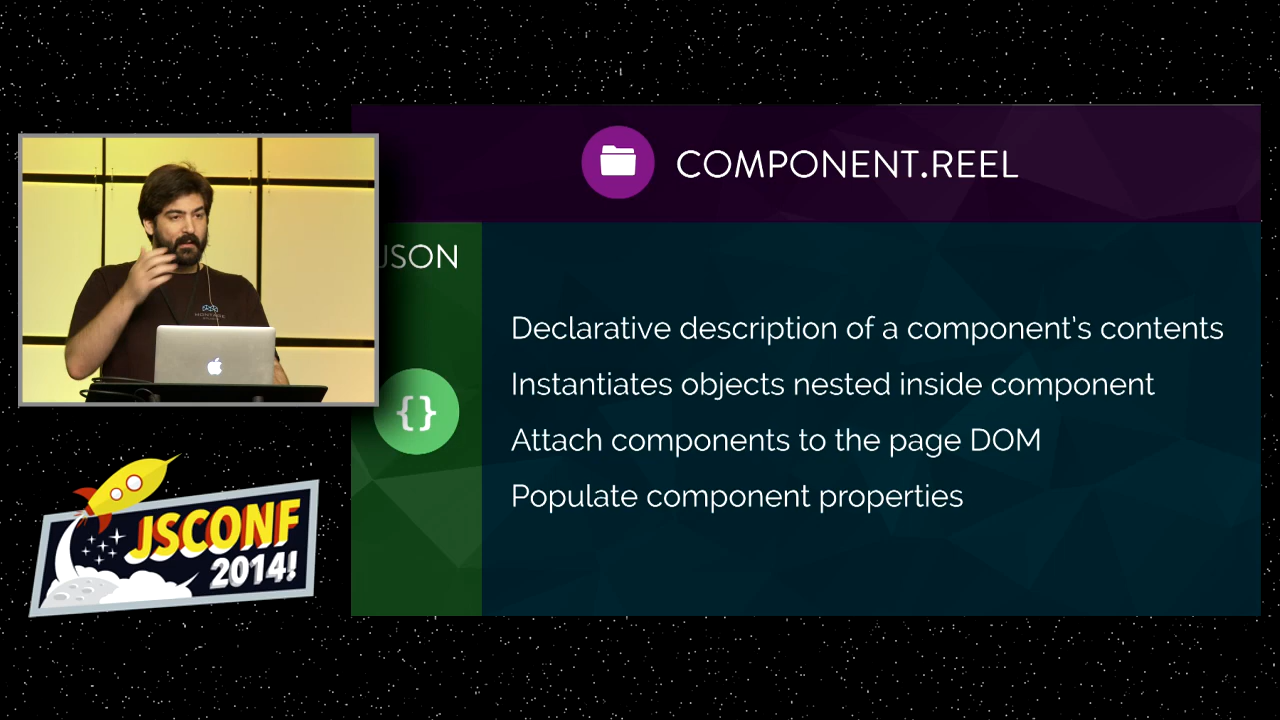 COMPONENT.REEL
JSON
{}
Declarative description of a component's contents
Instantiates objects nested inside component
Attach components to the page DOM
Populate component properties
JSCONF
2014!